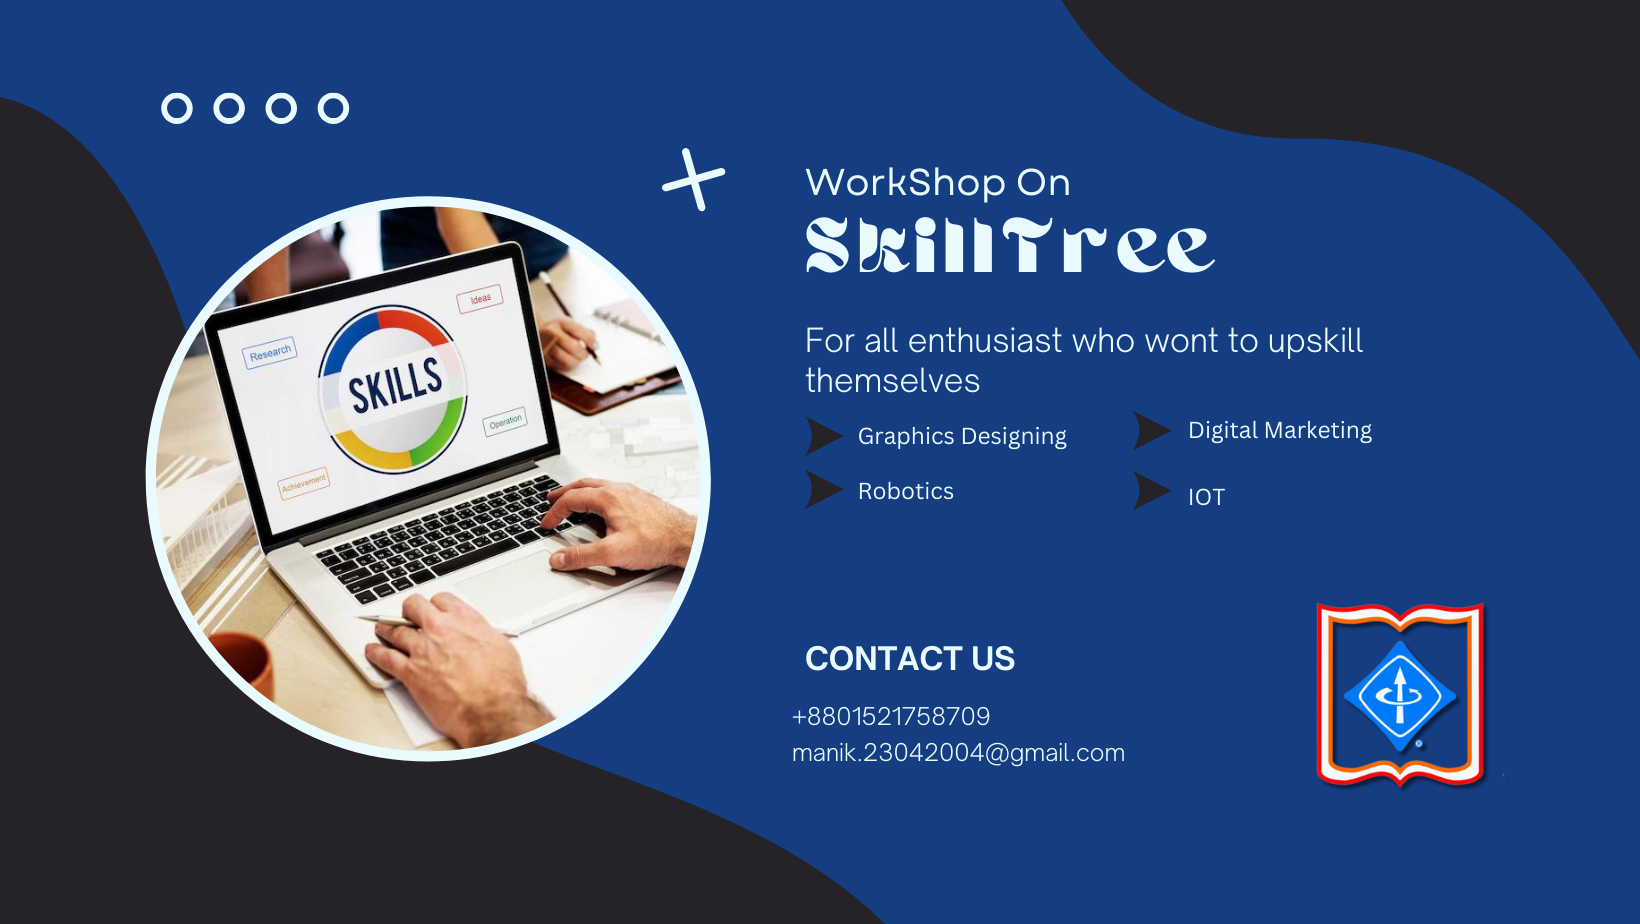 WorkShop On
SkillTree
For all enthusiast who wont to upskill
themselves
Graphics Designing
Digital Marketing
Robotics
IOT
CONTACT US
+8801521758709
manik.23042004@gmail.com
Ideas
Research
SKILLS
Operation
Achievement
®